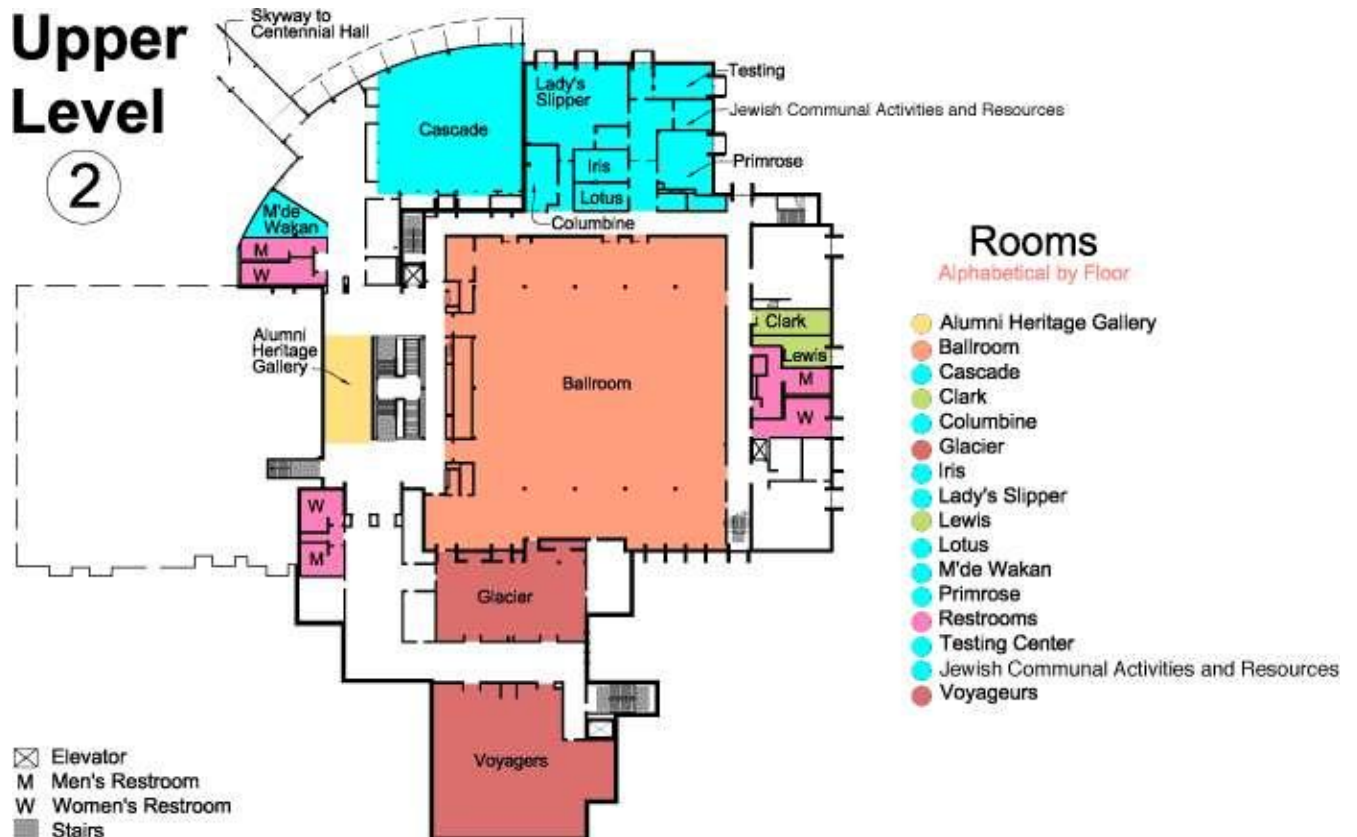 Upper
Level
2
Skyway to
Centennial Hall
Cascade
Lady's
Slipper
Testing
Jewish Communal Activities and Resources
Primrose
Iris
Lotus
Columbine
M'de
Wakan
M
W
Alumni
Heritage
Gallery
Ballroom
Clark
Lewis
M
W
W
M
Glacier
Voyagers
Rooms
Alphabetical by Floor
Alumni Heritage Gallery
Ballroom
Cascade
Clark
Columbine
Glacier
Iris
Lady's Slipper
Lewis
Lotus
M'de Wakan
Primrose
Restrooms
Testing Center
Jewish Communal Activities and Resources
Voyageurs
Elevator
M Men's Restroom
W Women's Restroom
Stairs